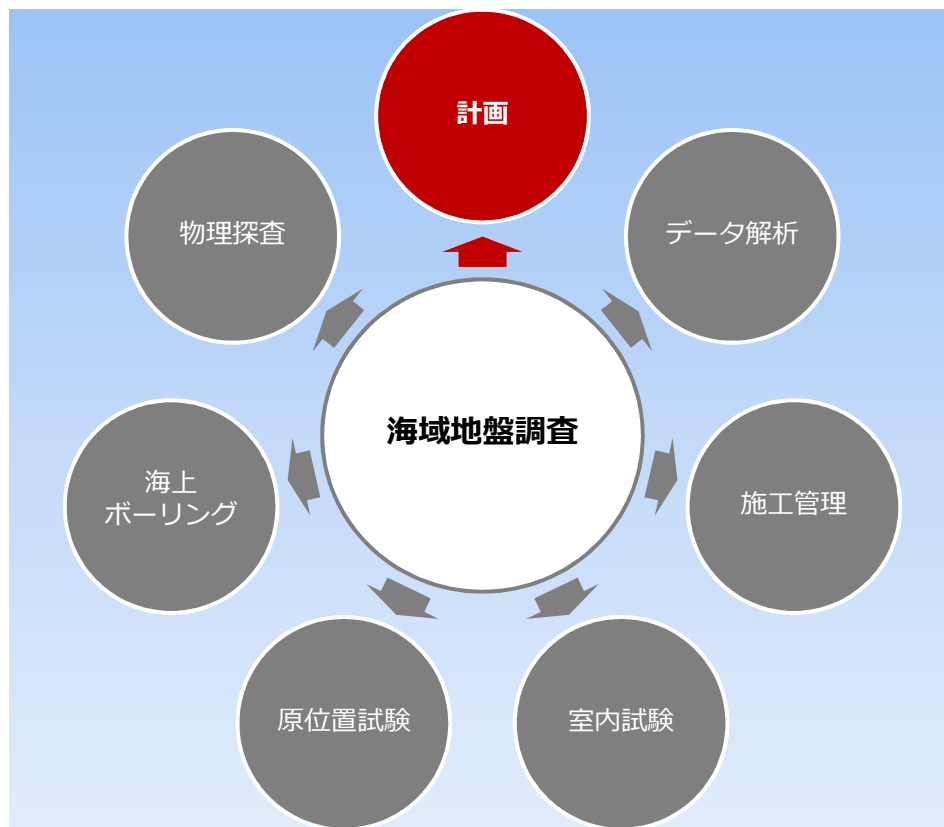 計画
物理探査
データ解析
海域地盤調査
海上
ボーリング
施工管理
原位置試験
室内試験